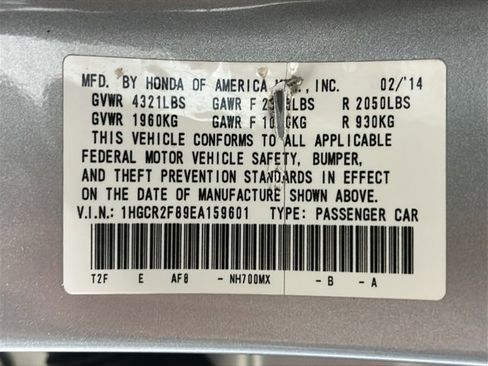 MFD. BY HONDA OF AMERICA INC. 02/'14
GVWR 4321LBS GAWR F LBS R 2050LBS
GVWR 1960KG GAWR F KG R 930KG
THIS VEHICLE CONFORMS TO ALL APPLICABLE
FEDERAL MOTOR VEHICLE SAFETY, BUMPER,
AND THEFT PREVENTION STANDARDS IN EFFECT
ON THE DATE OF MANUFACTURE SHOWN ABOVE.
V.I.N.: 1HGCR2F89EA159601 TYPE: PASSENGER CAR
T2F E AF8 - NH700MX - B - A